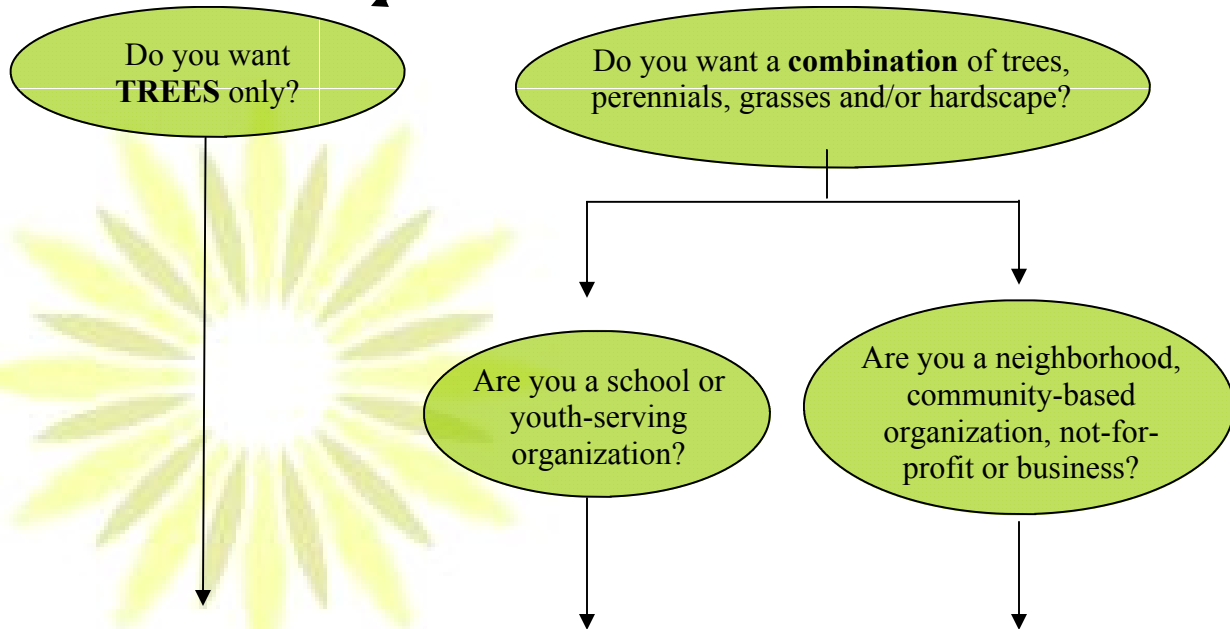 Do you want
TREES only?
Do you want a combination of trees,
perennials, grasses and/or hardscape?
Are you a school or
youth-serving
organization?
Are you a neighborhood,
community-based
organization, not-for-
profit or business?